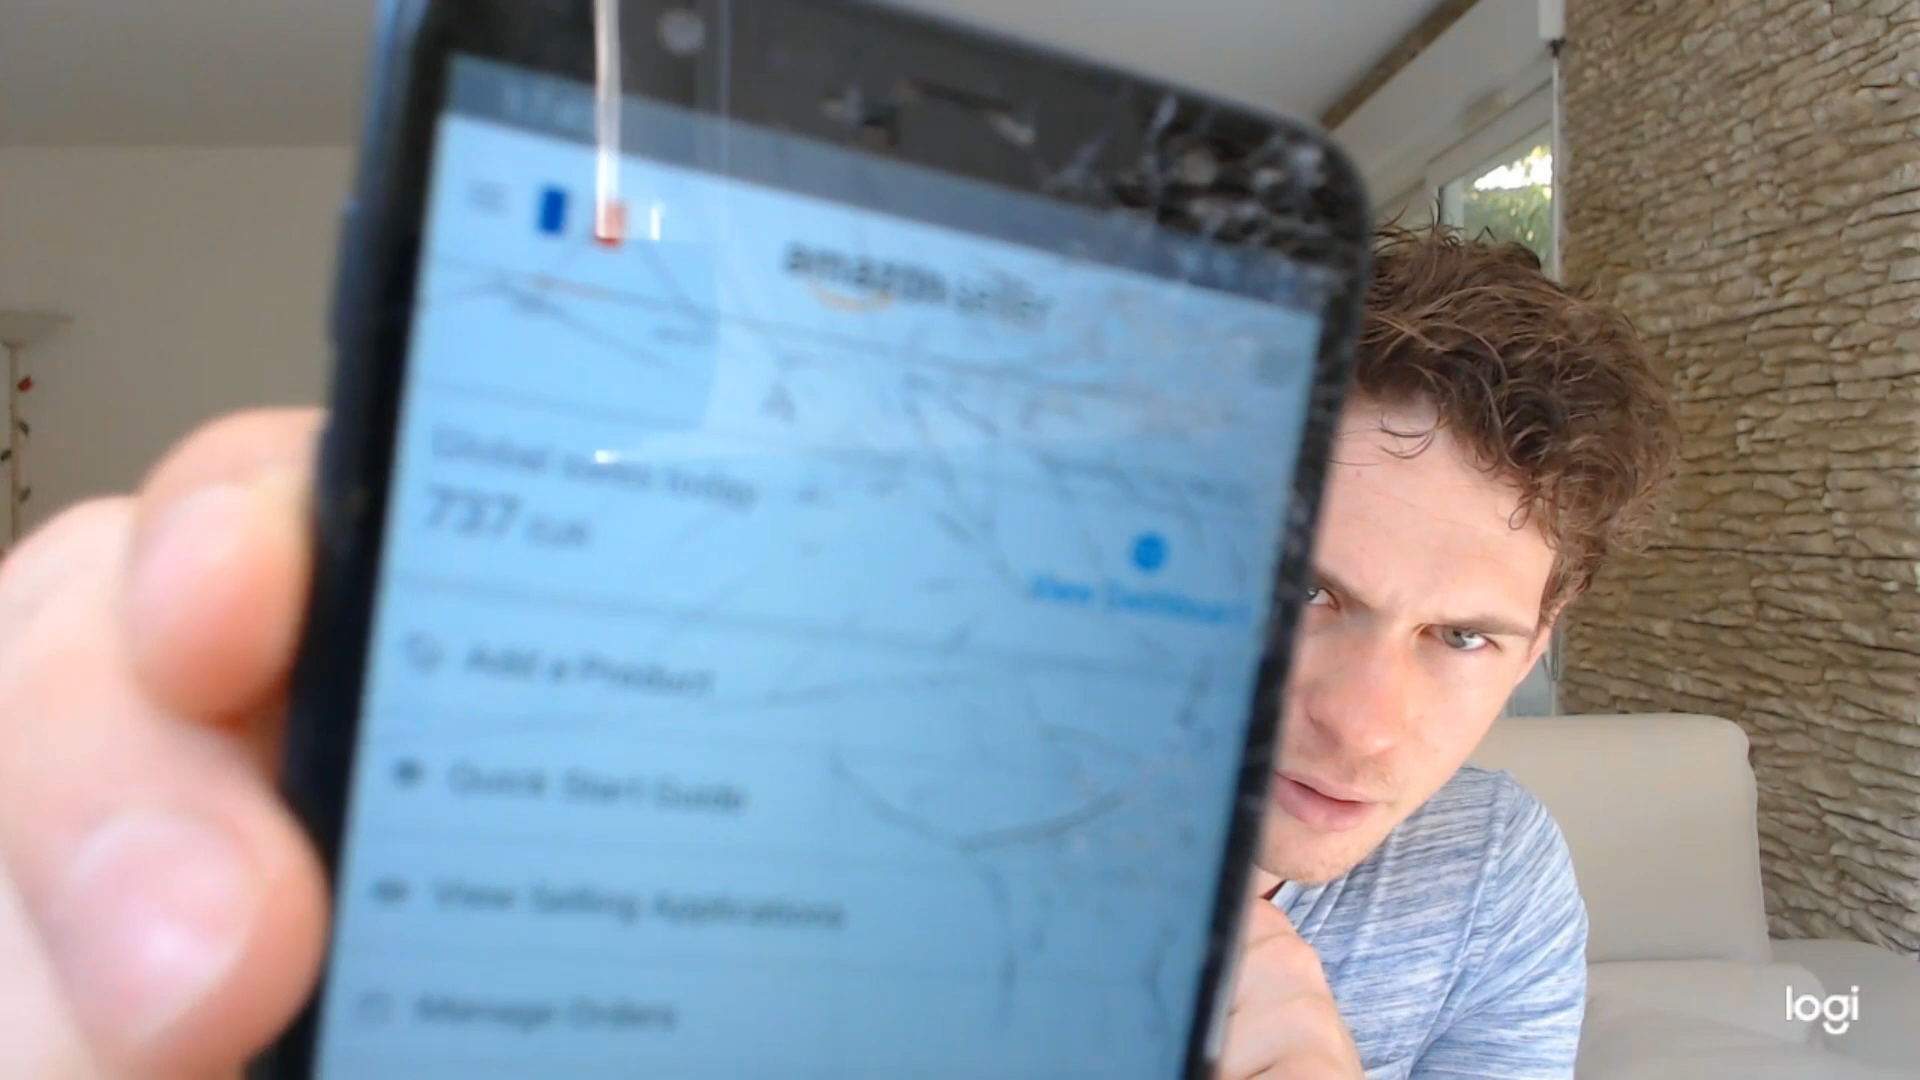 amazon seller
Global sales today
737 EUR
View Dashboard
Add a Product
Quick Start Guide
View Selling Applications
Manage Orders
logi